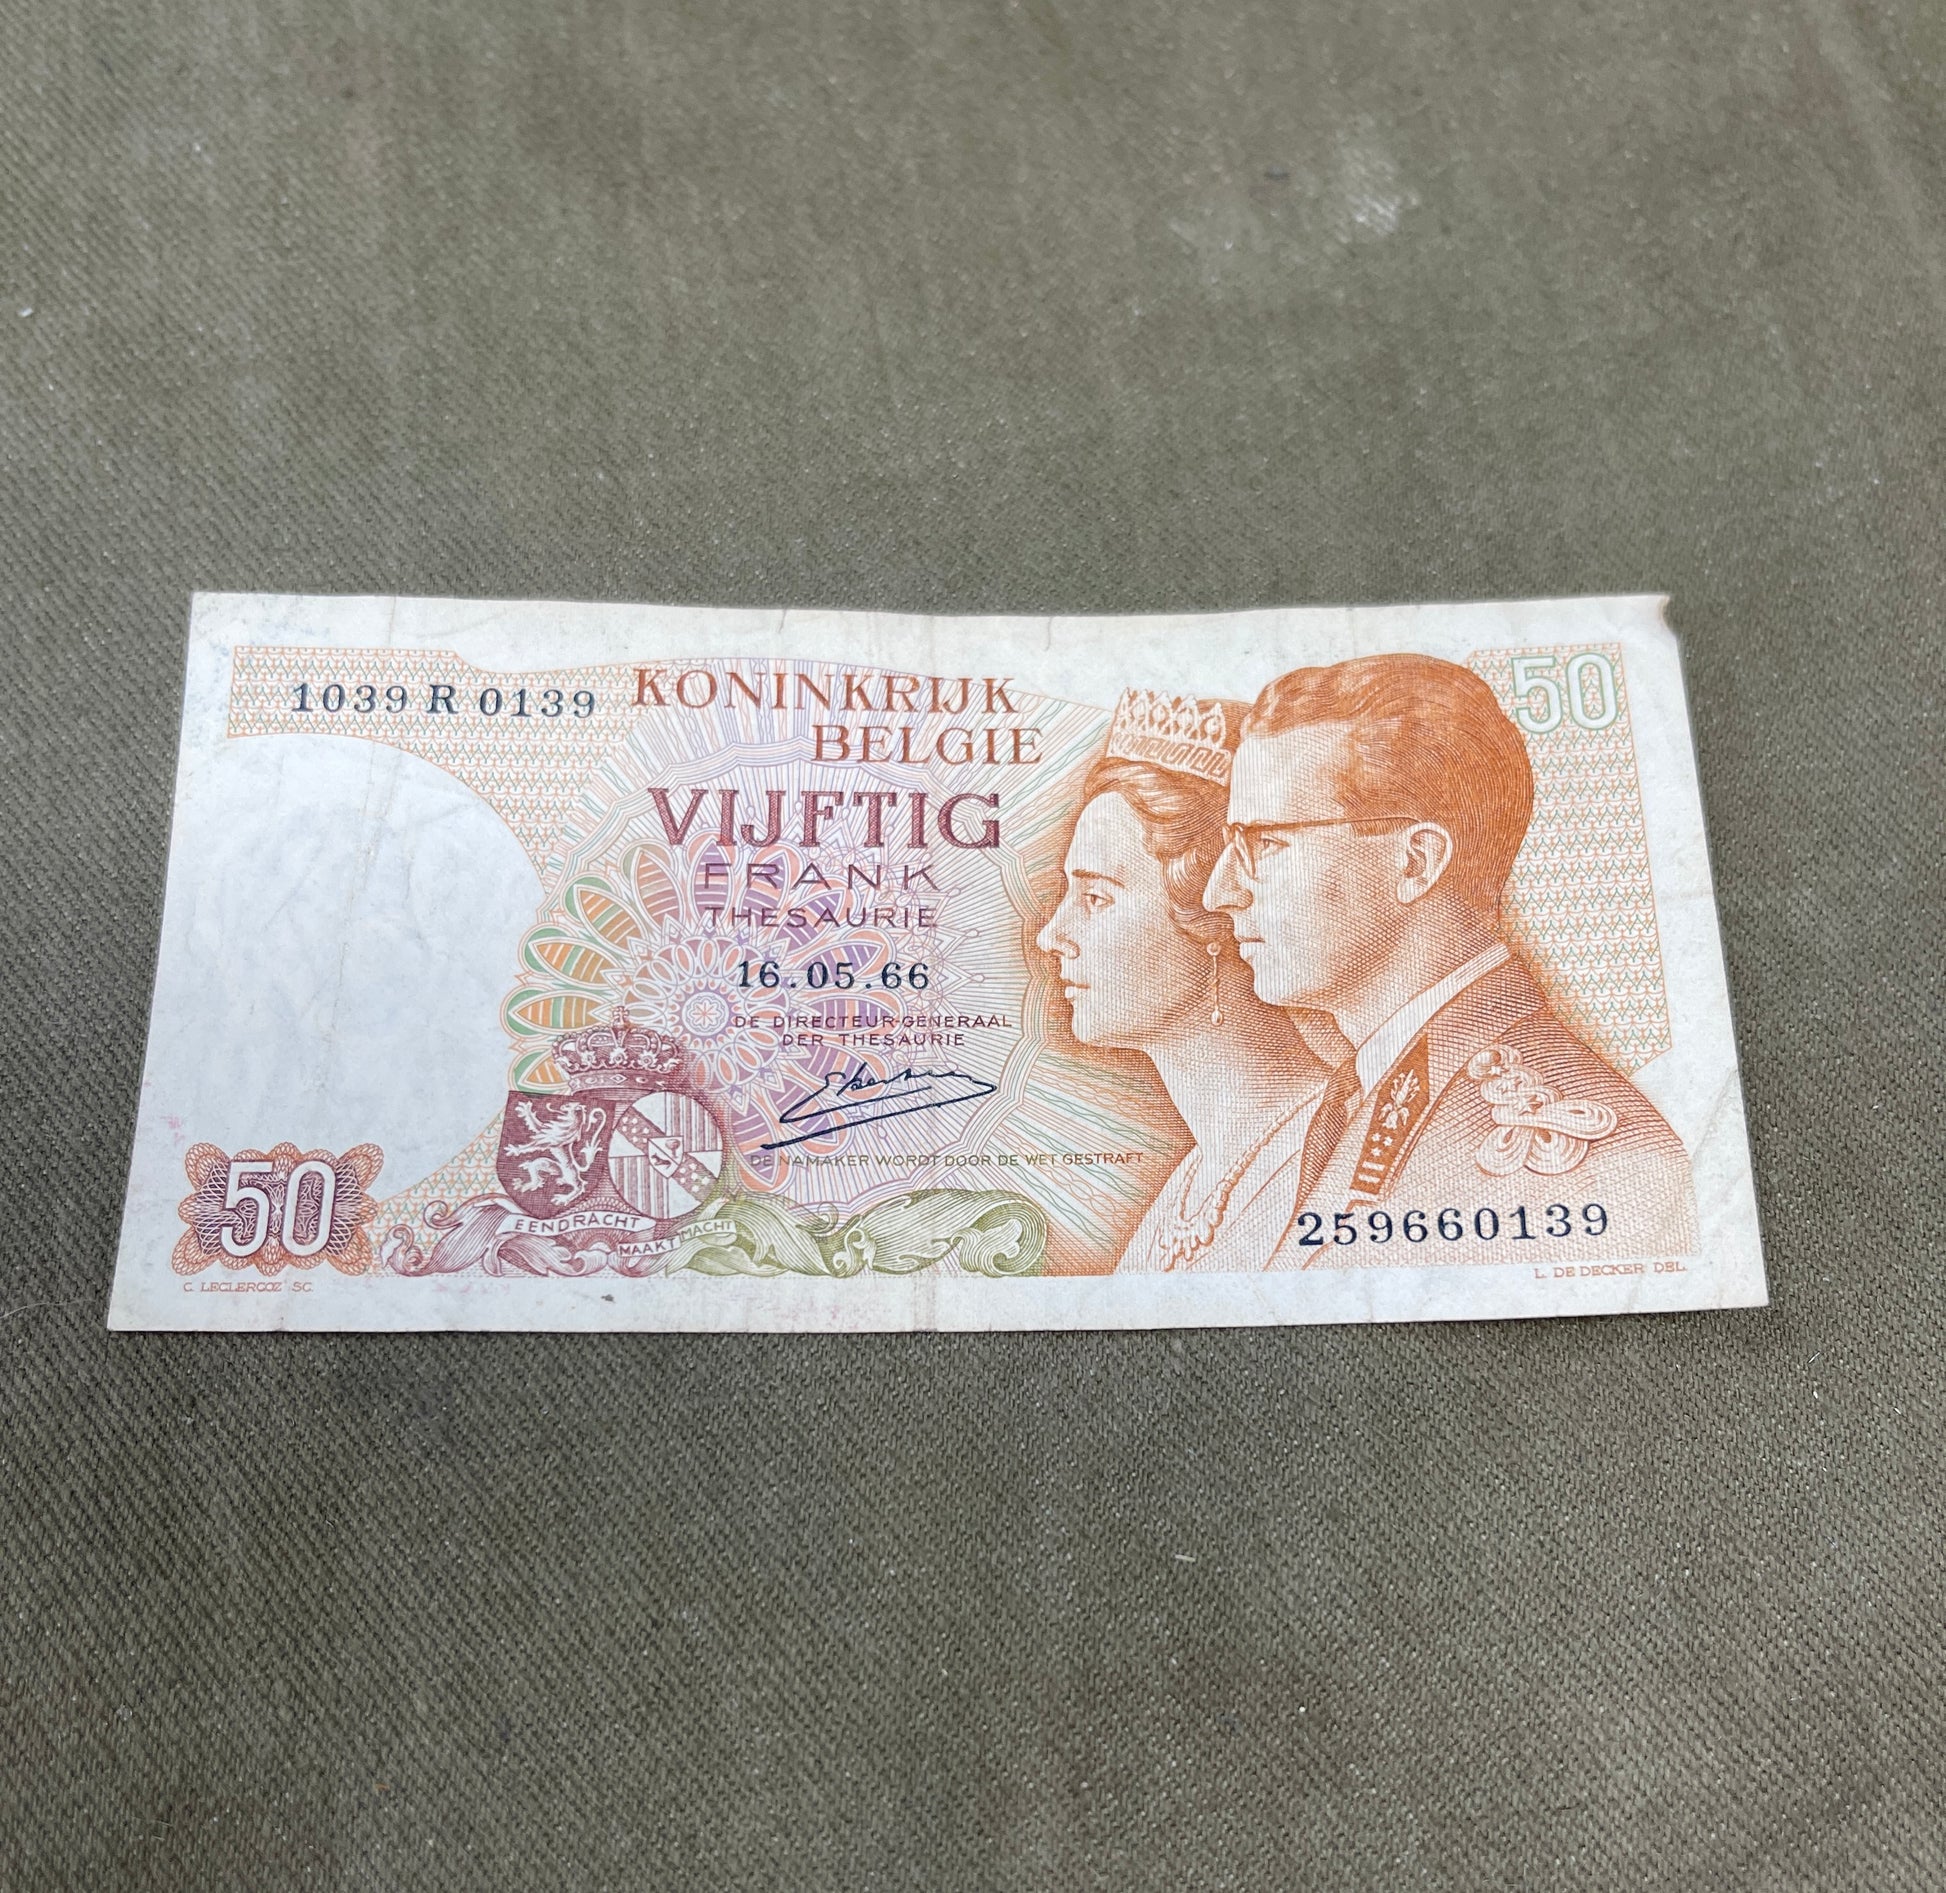 1039 R 0139
KONINKRIJK
BELGIE
50
VIJFTIG
FRANK
THESAURIE
16.05.66
DE DIRECTEUR-GENERAAL
DER THESAURIE
DE NAMAKER WORDT DOOR DE WET GESTRAFT
50
EENDRACHT
MAAKT MACHT
259660139
C. LECLERCQZ SC.
L. DE DECKER DEL.